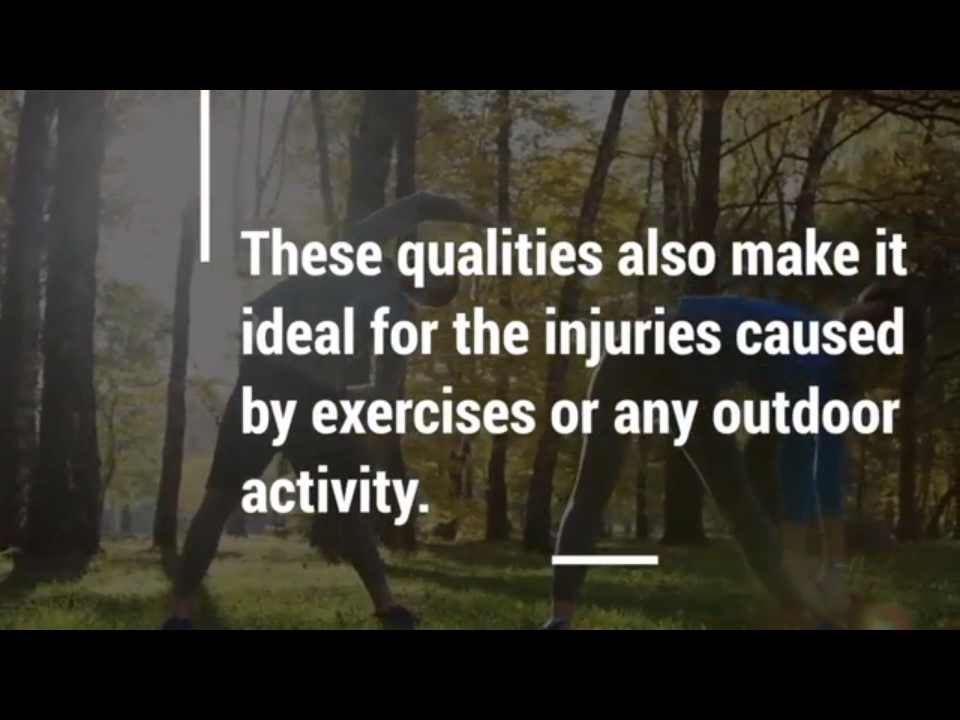 These qualities also make it
ideal for the injuries caused
by exercises or any outdoor
activity.